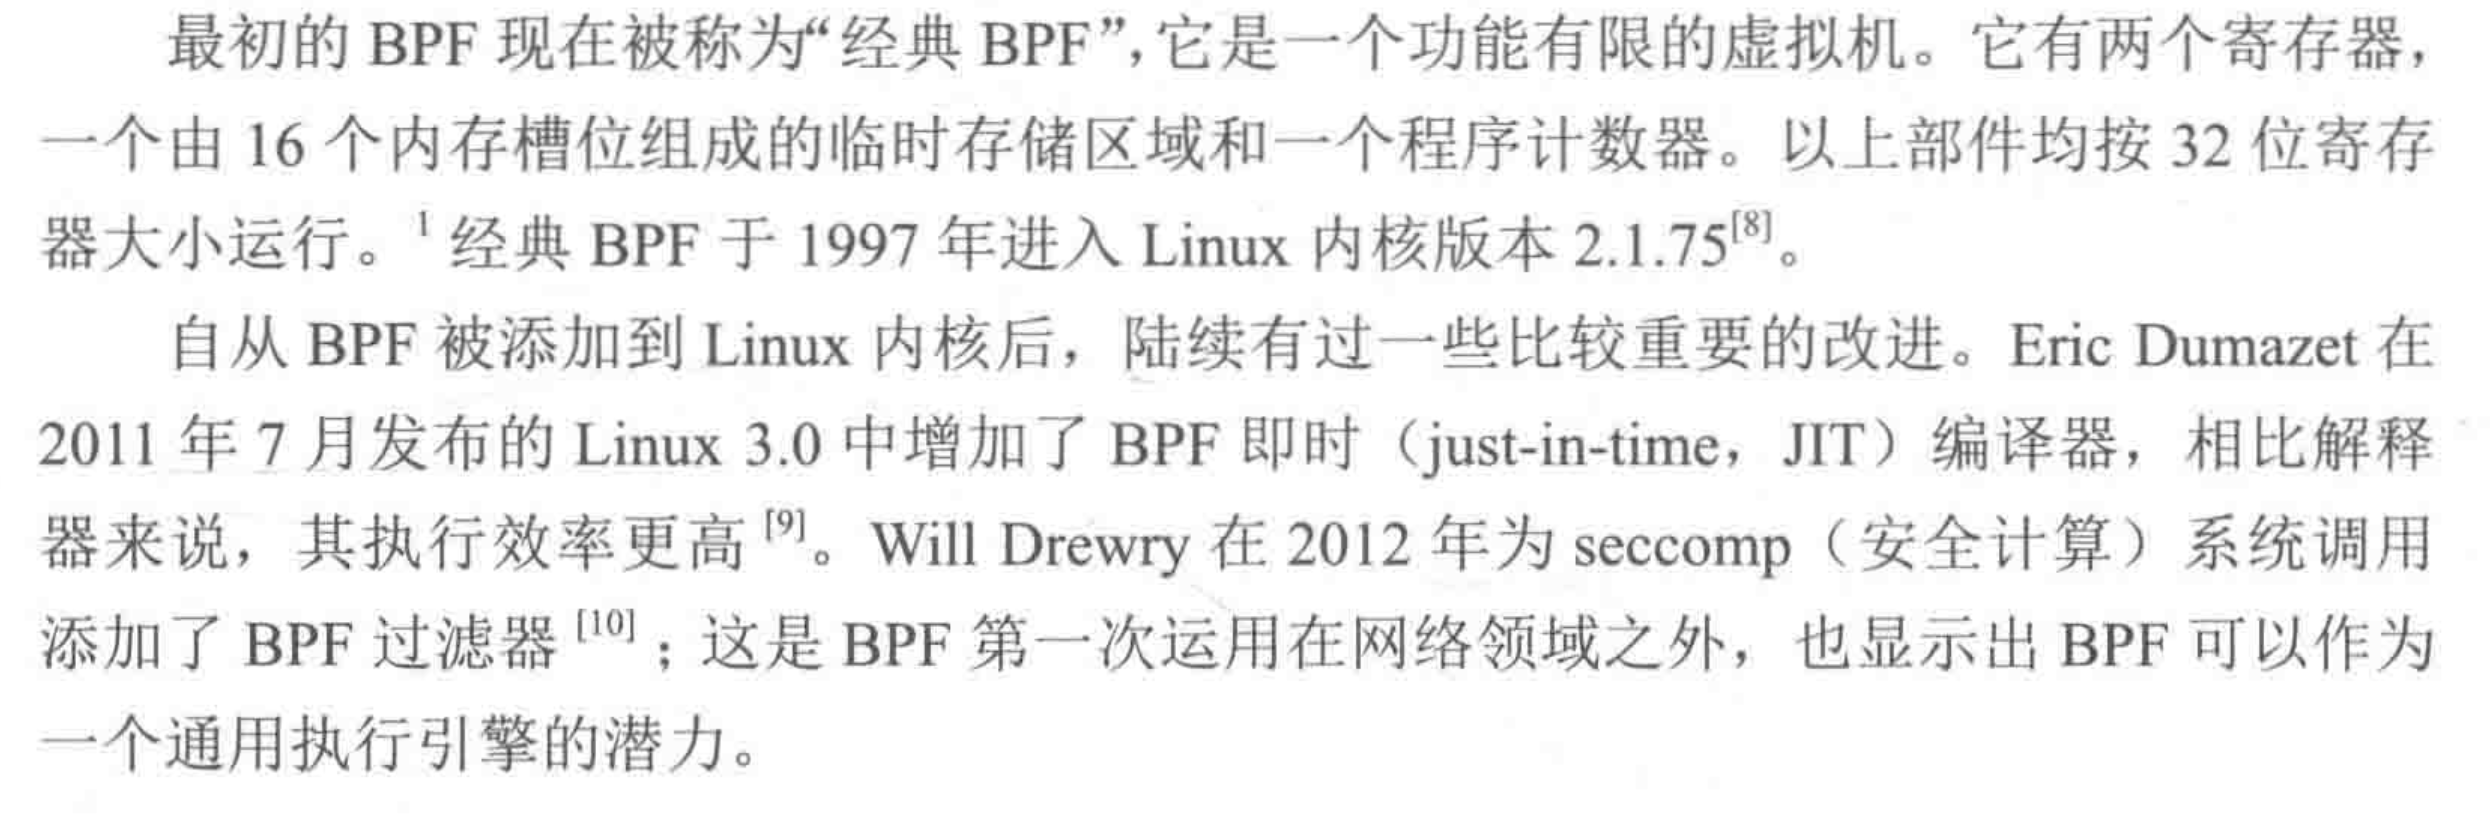 最初的 BPF 现在被称为“经典 BPF”，它是一个功能有限的虚拟机。它有两个寄存器，
一个由 16 个内存槽位组成的临时存储区域和一个程序计数器。以上部件均按 32 位寄存
器大小运行。1 经典 BPF 于 1997 年进入 Linux 内核版本 2.1.75[8]。
自从 BPF 被添加到 Linux 内核后，陆续有过一些比较重要的改进。Eric Dumazet 在
2011 年 7 月发布的 Linux 3.0 中增加了 BPF 即时（just-in-time，JIT）编译器，相比解释
器来说，其执行效率更高 [9]。Will Drewry 在 2012 年为 seccomp（安全计算）系统调用
添加了 BPF 过滤器 [10]；这是 BPF 第一次运用在网络领域之外，也显示出 BPF 可以作为
一个通用执行引擎的潜力。